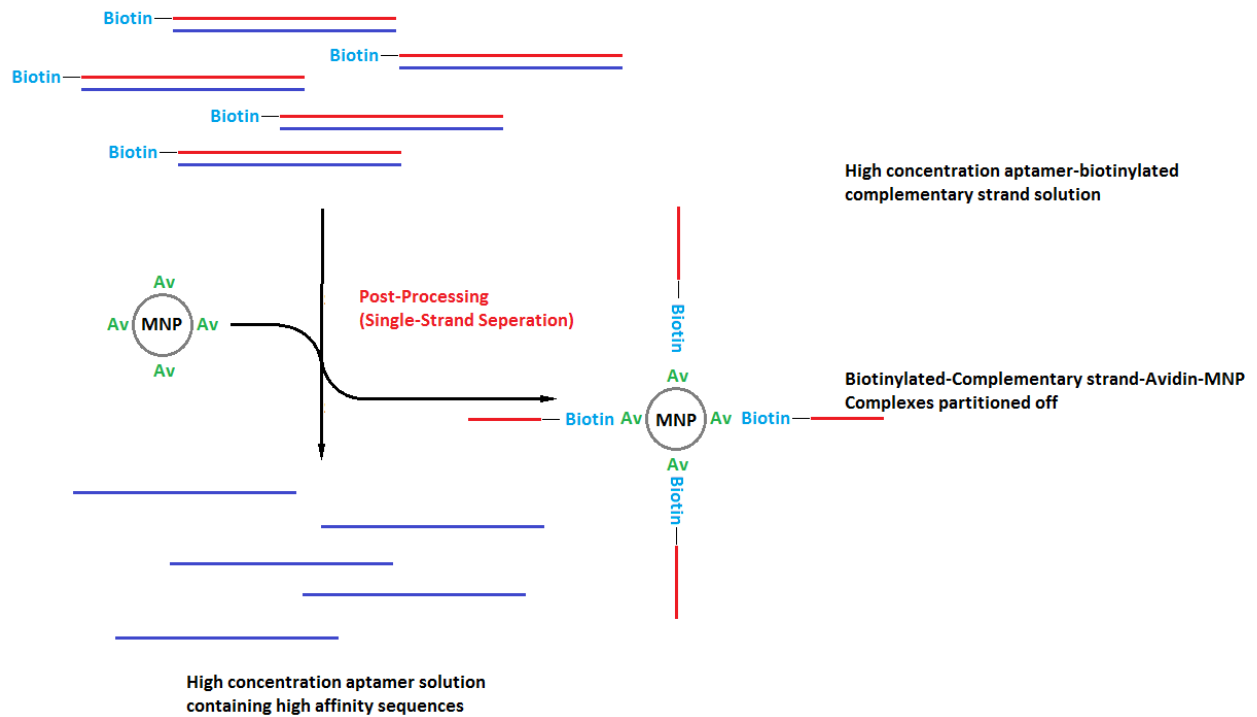 Biotin
Biotin
Biotin
Biotin
Biotin
High concentration aptamer-biotinylated
complementary strand solution
Av
Av MNP Av
Av
Post-Processing
(Single-Strand Seperation)
Biotin
Av
Biotin Av MNP Av Biotin
Av
Biotin
Biotinylated-Complementary strand-Avidin-MNP
Complexes partitioned off
High concentration aptamer solution
containing high affinity sequences